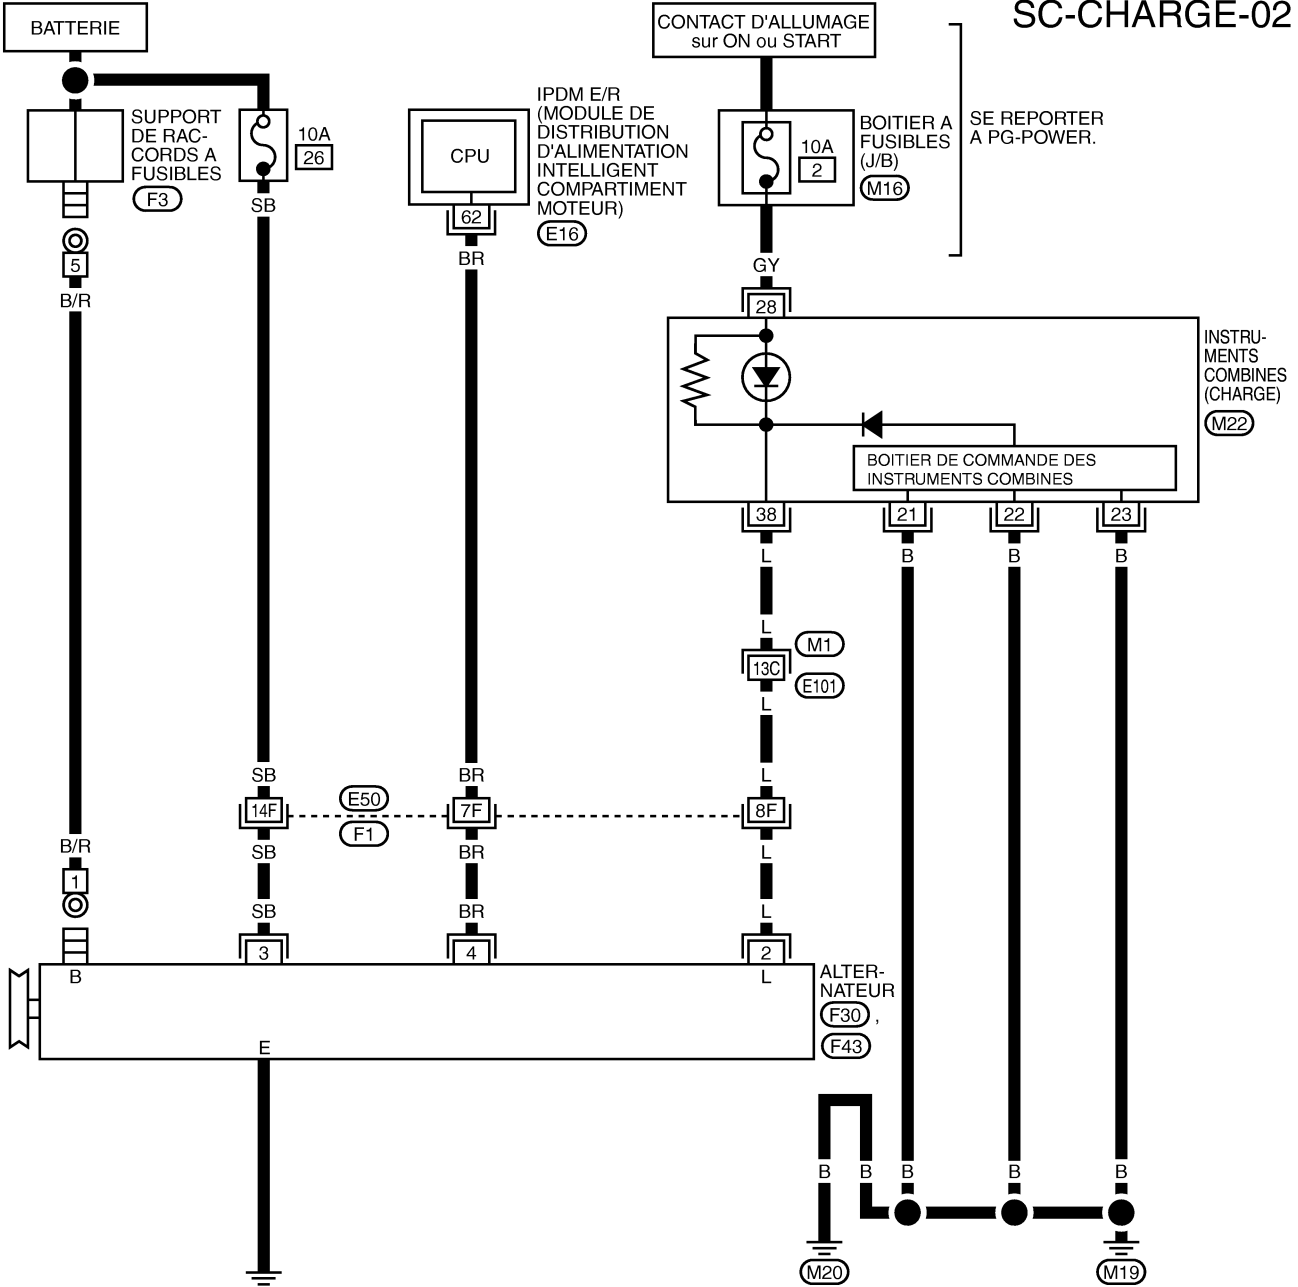 SC-CHARGE-02
BATTERIE
CONTACT D'ALLUMAGE
sur ON ou START
SUPPORT
DE RAC-
CORDS A
FUSIBLES
F3
10A
26
IPDM E/R
(MODULE DE
DISTRIBUTION
D'ALIMENTATION
INTELLIGENT
COMPARTIMENT
MOTEUR)
E16
CPU
62
10A
2
BOITIER A
FUSIBLES
(J/B)
M16
SE REPORTER
A PG-POWER.
5
B/R
SB
BR
GY
28
INSTRU-
MENTS
COMBINES
(CHARGE)
M22
BOITIER DE COMMANDE DES
INSTRUMENTS COMBINES
38
21
22
23
L
B
B
B
L
M1
13C
E101
L
SB
BR
L
14F
E50
F1
7F
8F
B/R
SB
BR
L
1
SB
BR
L
3
4
2
B
L
E
ALTER-
NATEUR
F30 ,
F43
B
B
B
B
B
M20
M19